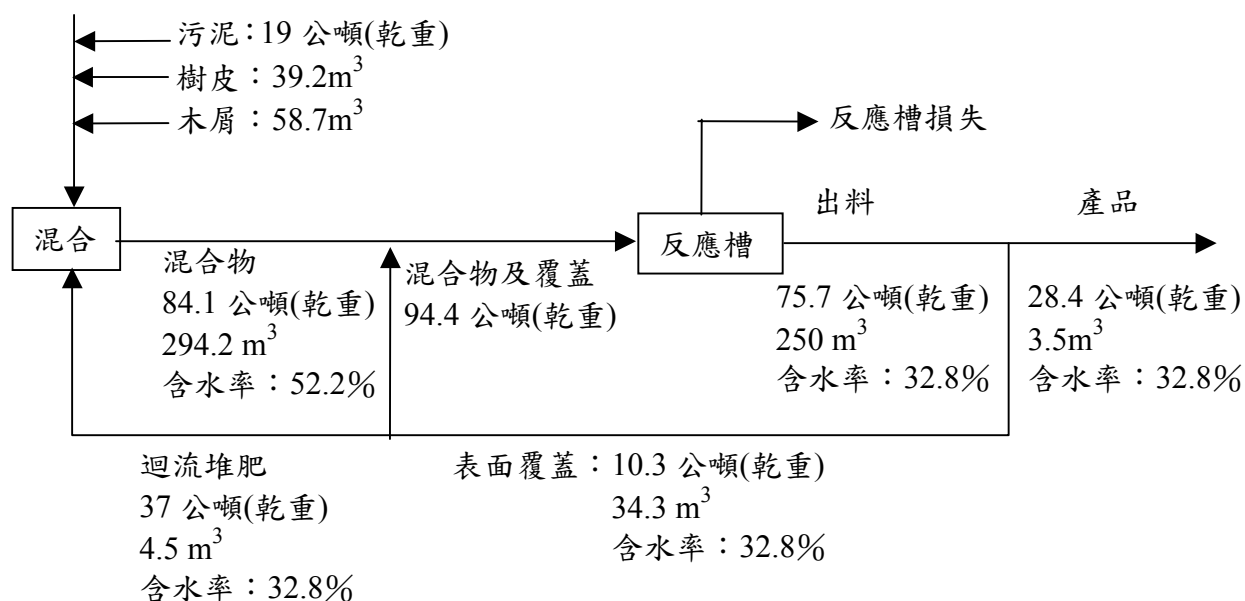 污泥：19 公噸(乾重)
樹皮：39.2m³
木屑：58.7m³
反應槽損失
出料
產品
混合
反應槽
混合物
84.1 公噸(乾重)
294.2 m³
含水率：52.2%
混合物及覆蓋
94.4 公噸(乾重)
75.7 公噸(乾重)
250 m³
含水率：32.8%
28.4 公噸(乾重)
3.5m³
含水率：32.8%
迴流堆肥
37 公噸(乾重)
4.5 m³
含水率：32.8%
表面覆蓋：10.3 公噸(乾重)
34.3 m³
含水率：32.8%